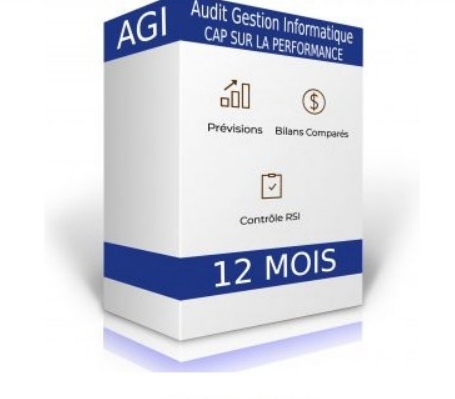 AGI
Audit Gestion Informatique
CAP SUR LA PERFORMANCE
$
Prévisions
Bilans Comparés
Contrôle RSI
12 MOIS